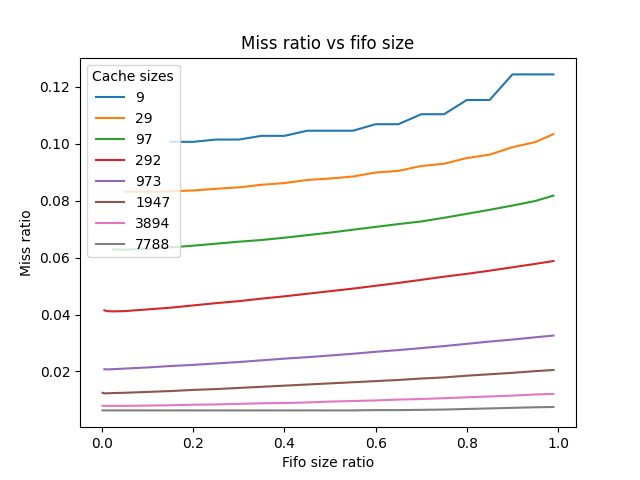 Miss ratio vs fifo size
Cache sizes
9
29
97
292
973
1947
3894
7788
Miss ratio
0.12
0.10
0.08
0.06
0.04
0.02
0.0 0.2 0.4 0.6 0.8 1.0
Fifo size ratio